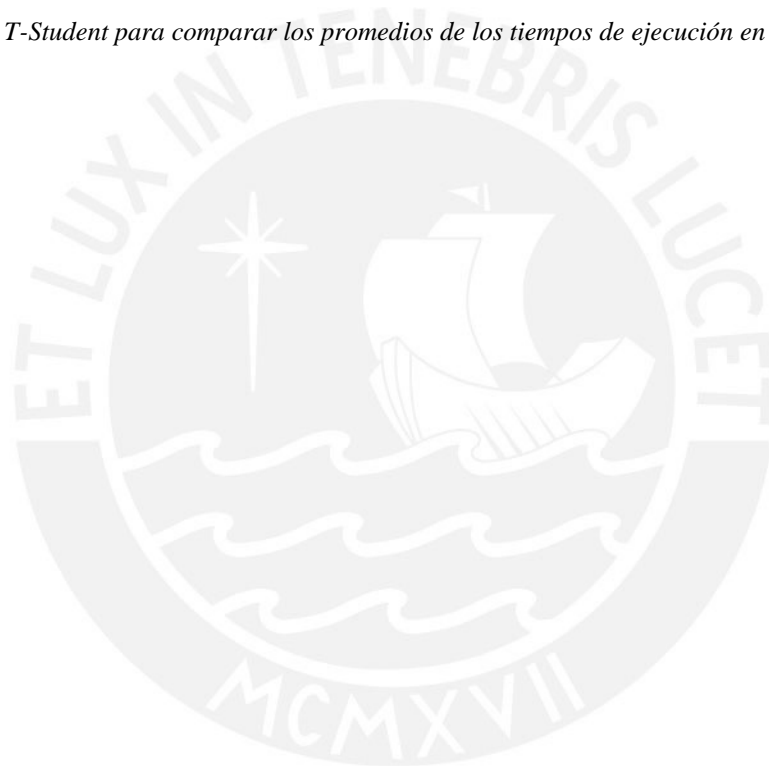 T-Student para comparar los promedios de los tiempos de ejecución en
ET LUX IN TENEBRIS LUCET
MCMXVII